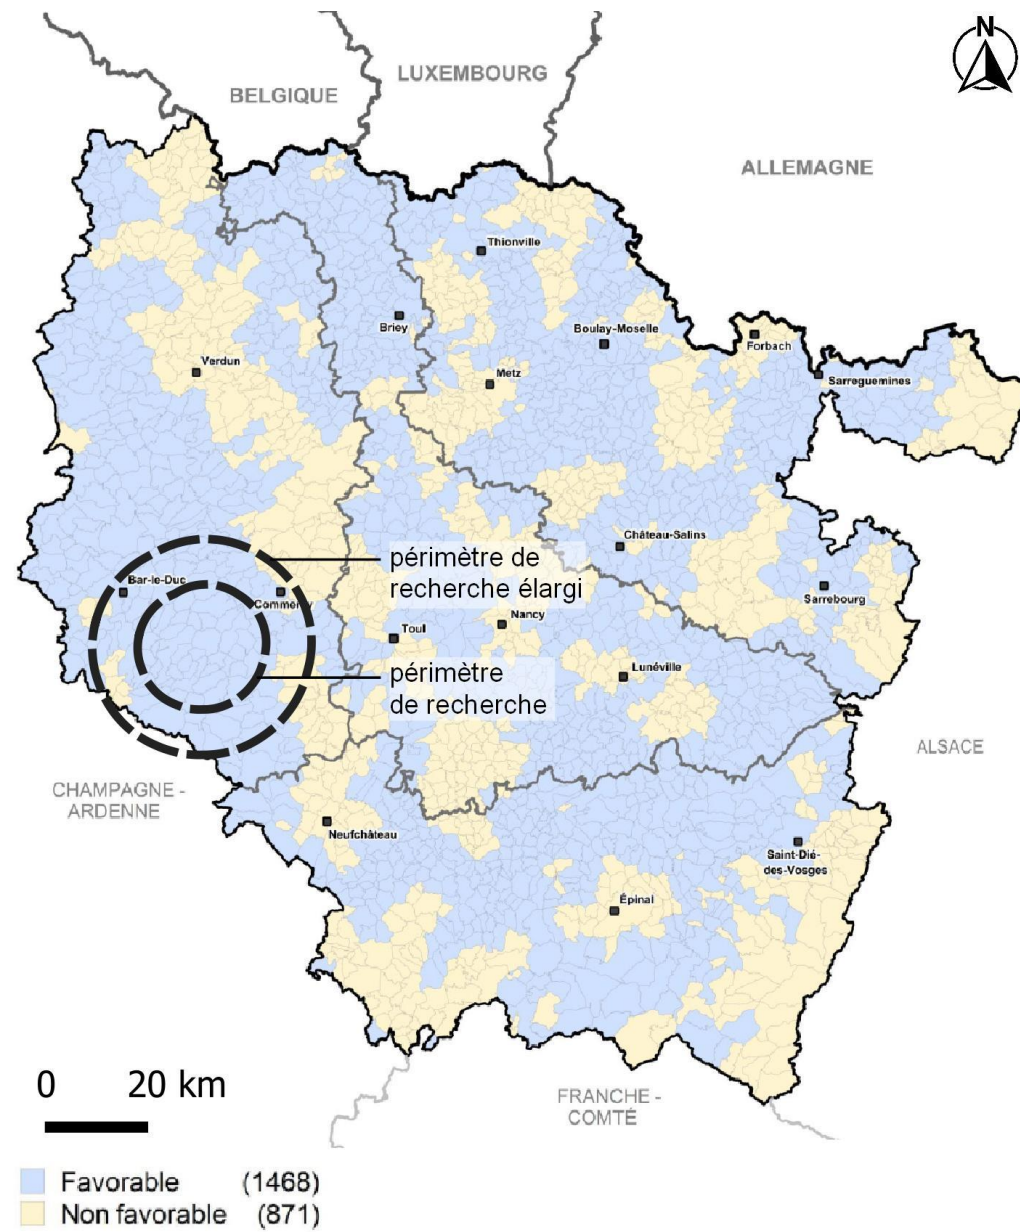 N
LUXEMBOURG
BELGIQUE
ALLEMAGNE
Thionville
Briey
Boulay-Moselle
Forbach
Verdun
Metz
Sarreguemines
Château-Salins
périmètre de
recherche élargi
Bar-le-Duc
Commercy
Sarrebourg
Nancy
Toul
Lunéville
périmètre
de recherche
ALSACE
CHAMPAGNE -
ARDENNE
Neufchâteau
Saint-Dié-
des-Vosges
Épinal
0 20 km
FRANCHE -
COMTÉ
Favorable (1468)
Non favorable (871)